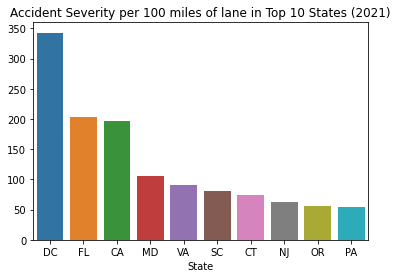 Accident Severity per 100 miles of lane in Top 10 States (2021)
350
300
250
200
150
100
50
0
DC FL CA MD VA SC CT NJ OR PA
State